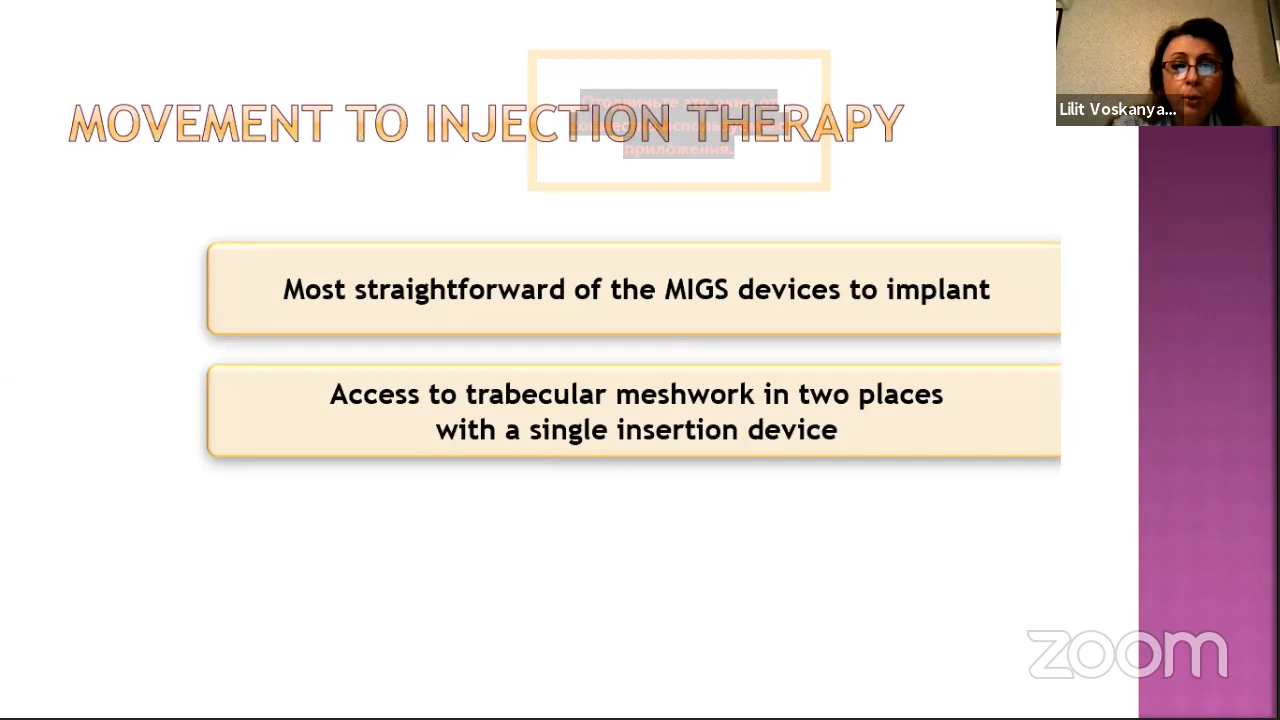 MOVEMENT TO INJECTION THERAPY
приложения.
Most straightforward of the MIGS devices to implant
Access to trabecular meshwork in two places
with a single insertion device
Lilit Voskanya...
zoom